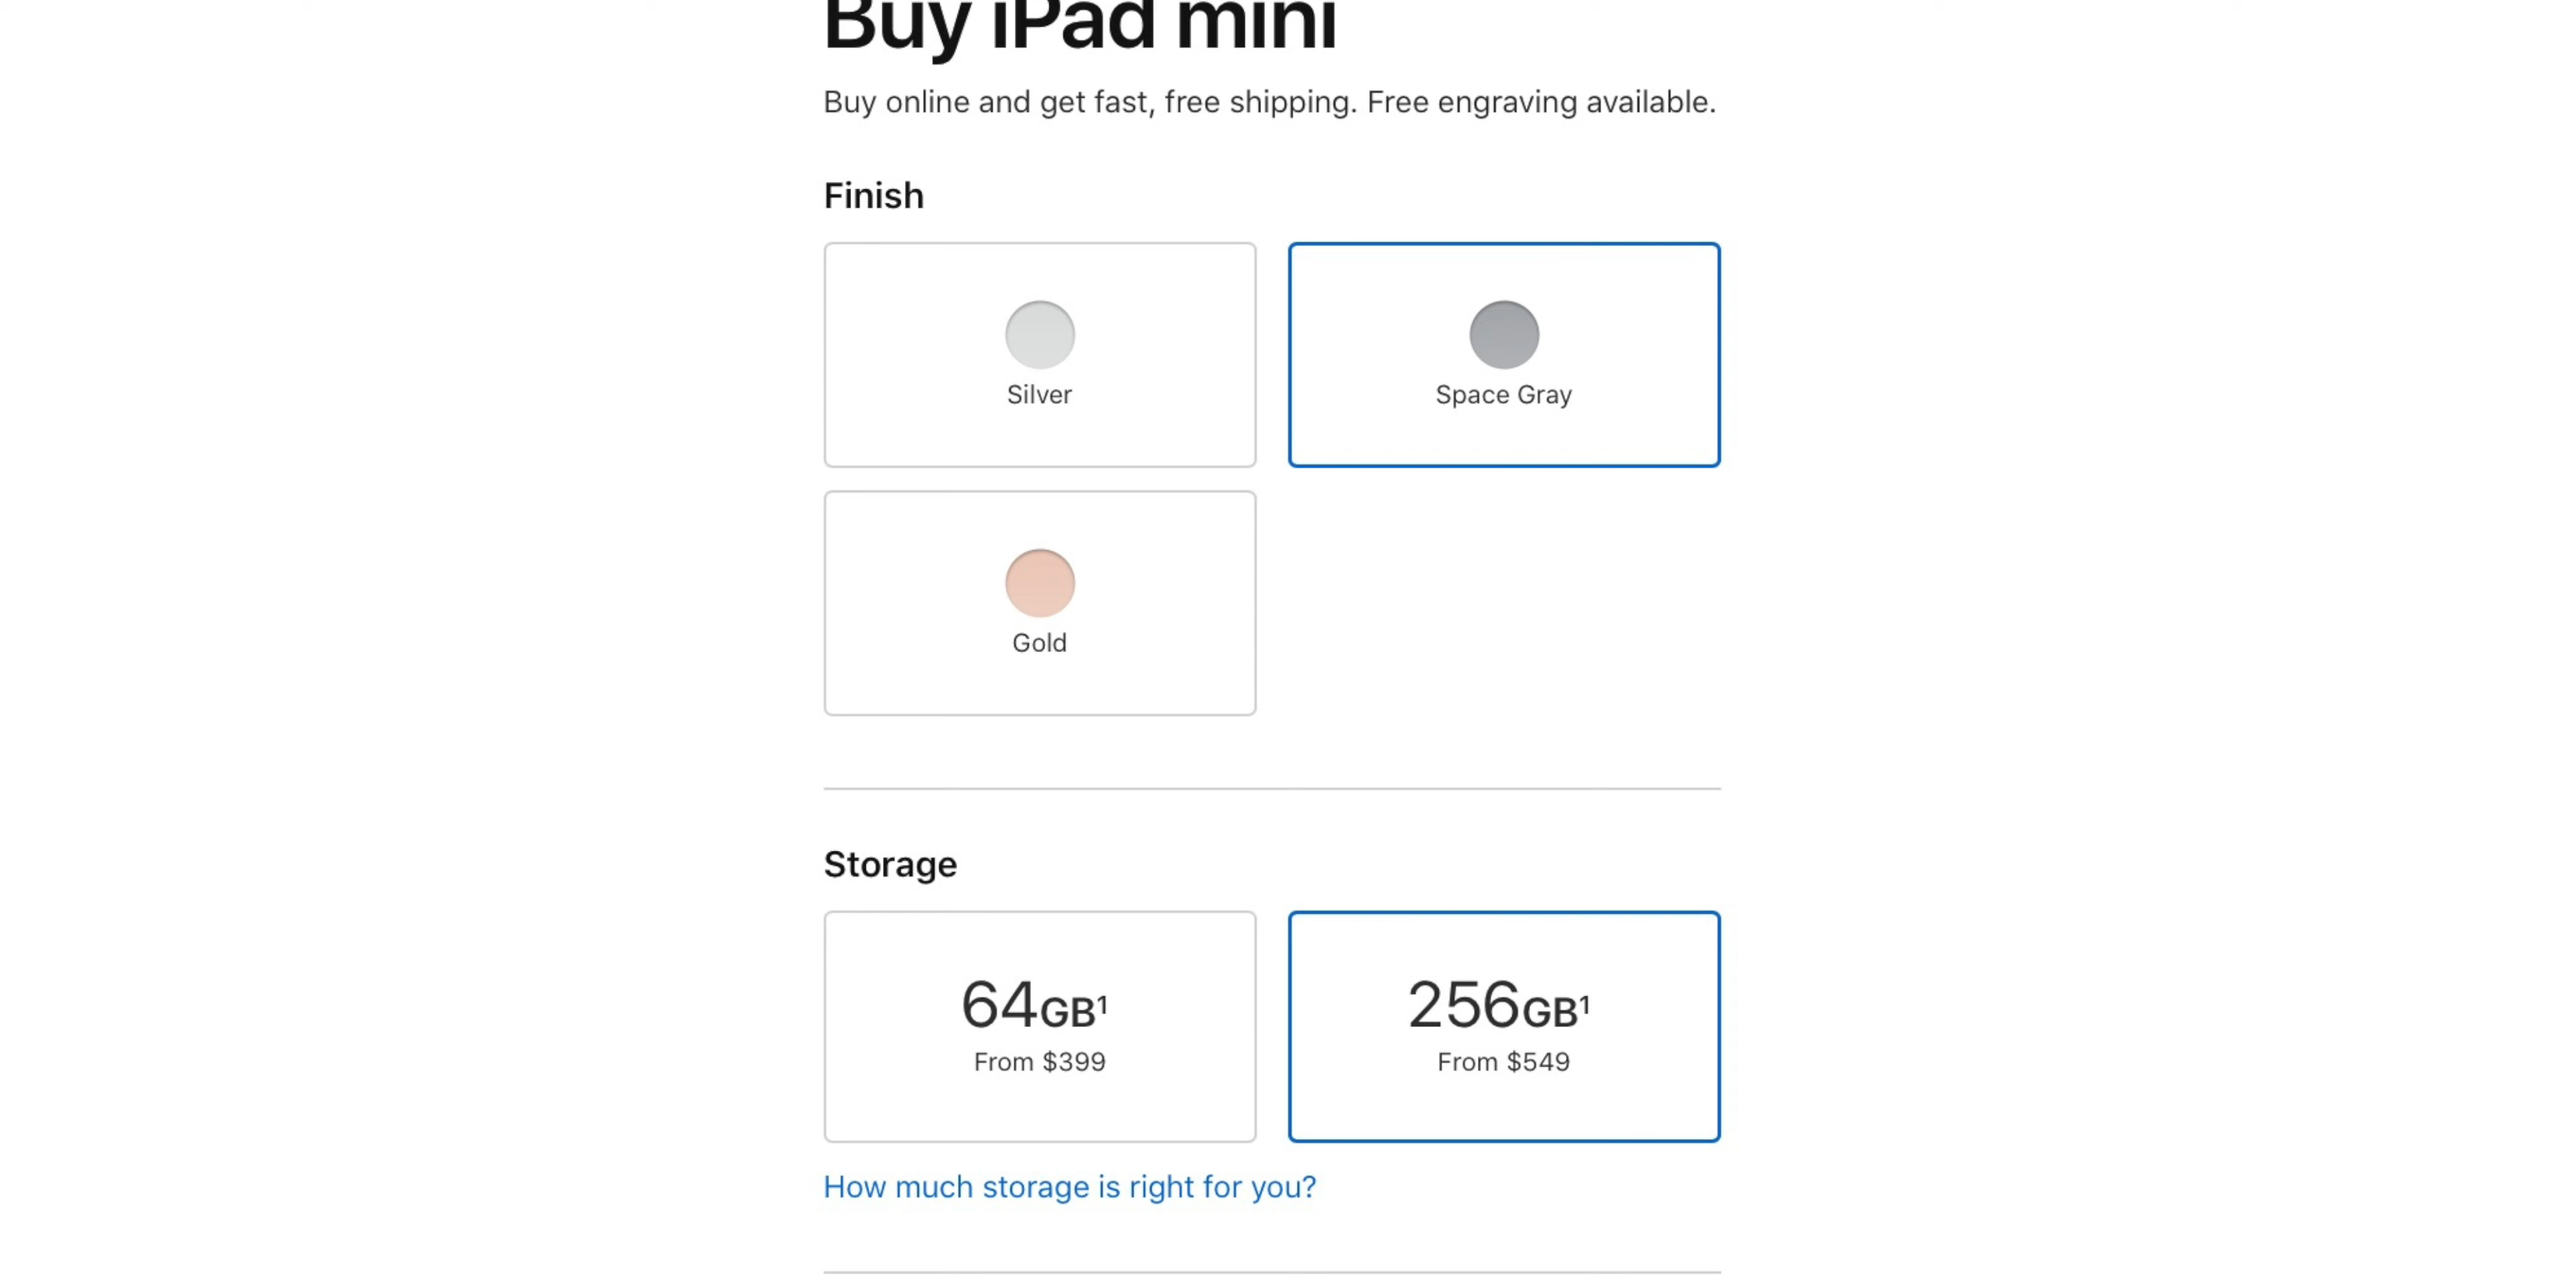 Buy iPad mini
Buy online and get fast, free shipping. Free engraving available.
Finish
Silver
Space Gray
Gold
Storage
64GB¹
From $399
256GB¹
From $549
How much storage is right for you?